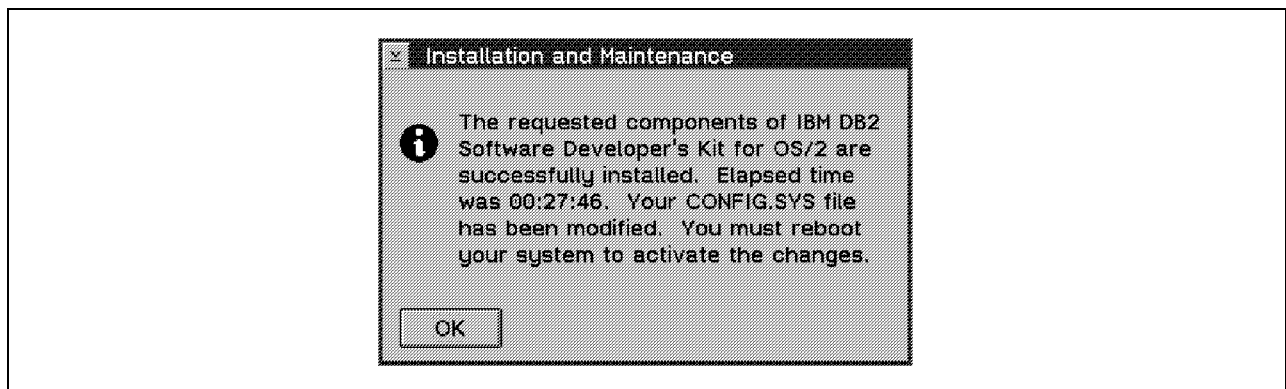 Installation and Maintenance
The requested components of IBM DB2
Software Developer's Kit for OS/2 are
successfully installed.  Elapsed time
was 00:27:46.  Your CONFIG.SYS file
has been modified.  You must reboot
your system to activate the changes.
OK